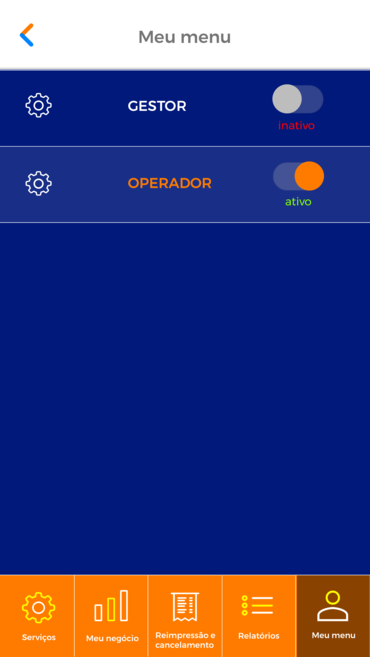 Meu menu
GESTOR
inativo
OPERADOR
ativo
Serviços
Meu negócio
Reimpressão e
cancelamento
Relatórios
Meu menu